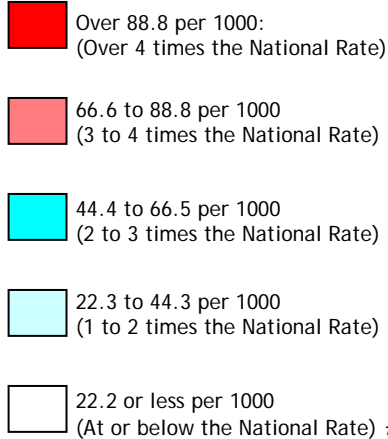 Over 88.8 per 1000:
(Over 4 times the National Rate)
66.6 to 88.8 per 1000
(3 to 4 times the National Rate)
44.4 to 66.5 per 1000
(2 to 3 times the National Rate)
22.3 to 44.3 per 1000
(1 to 2 times the National Rate)
22.2 or less per 1000
(At or below the National Rate)